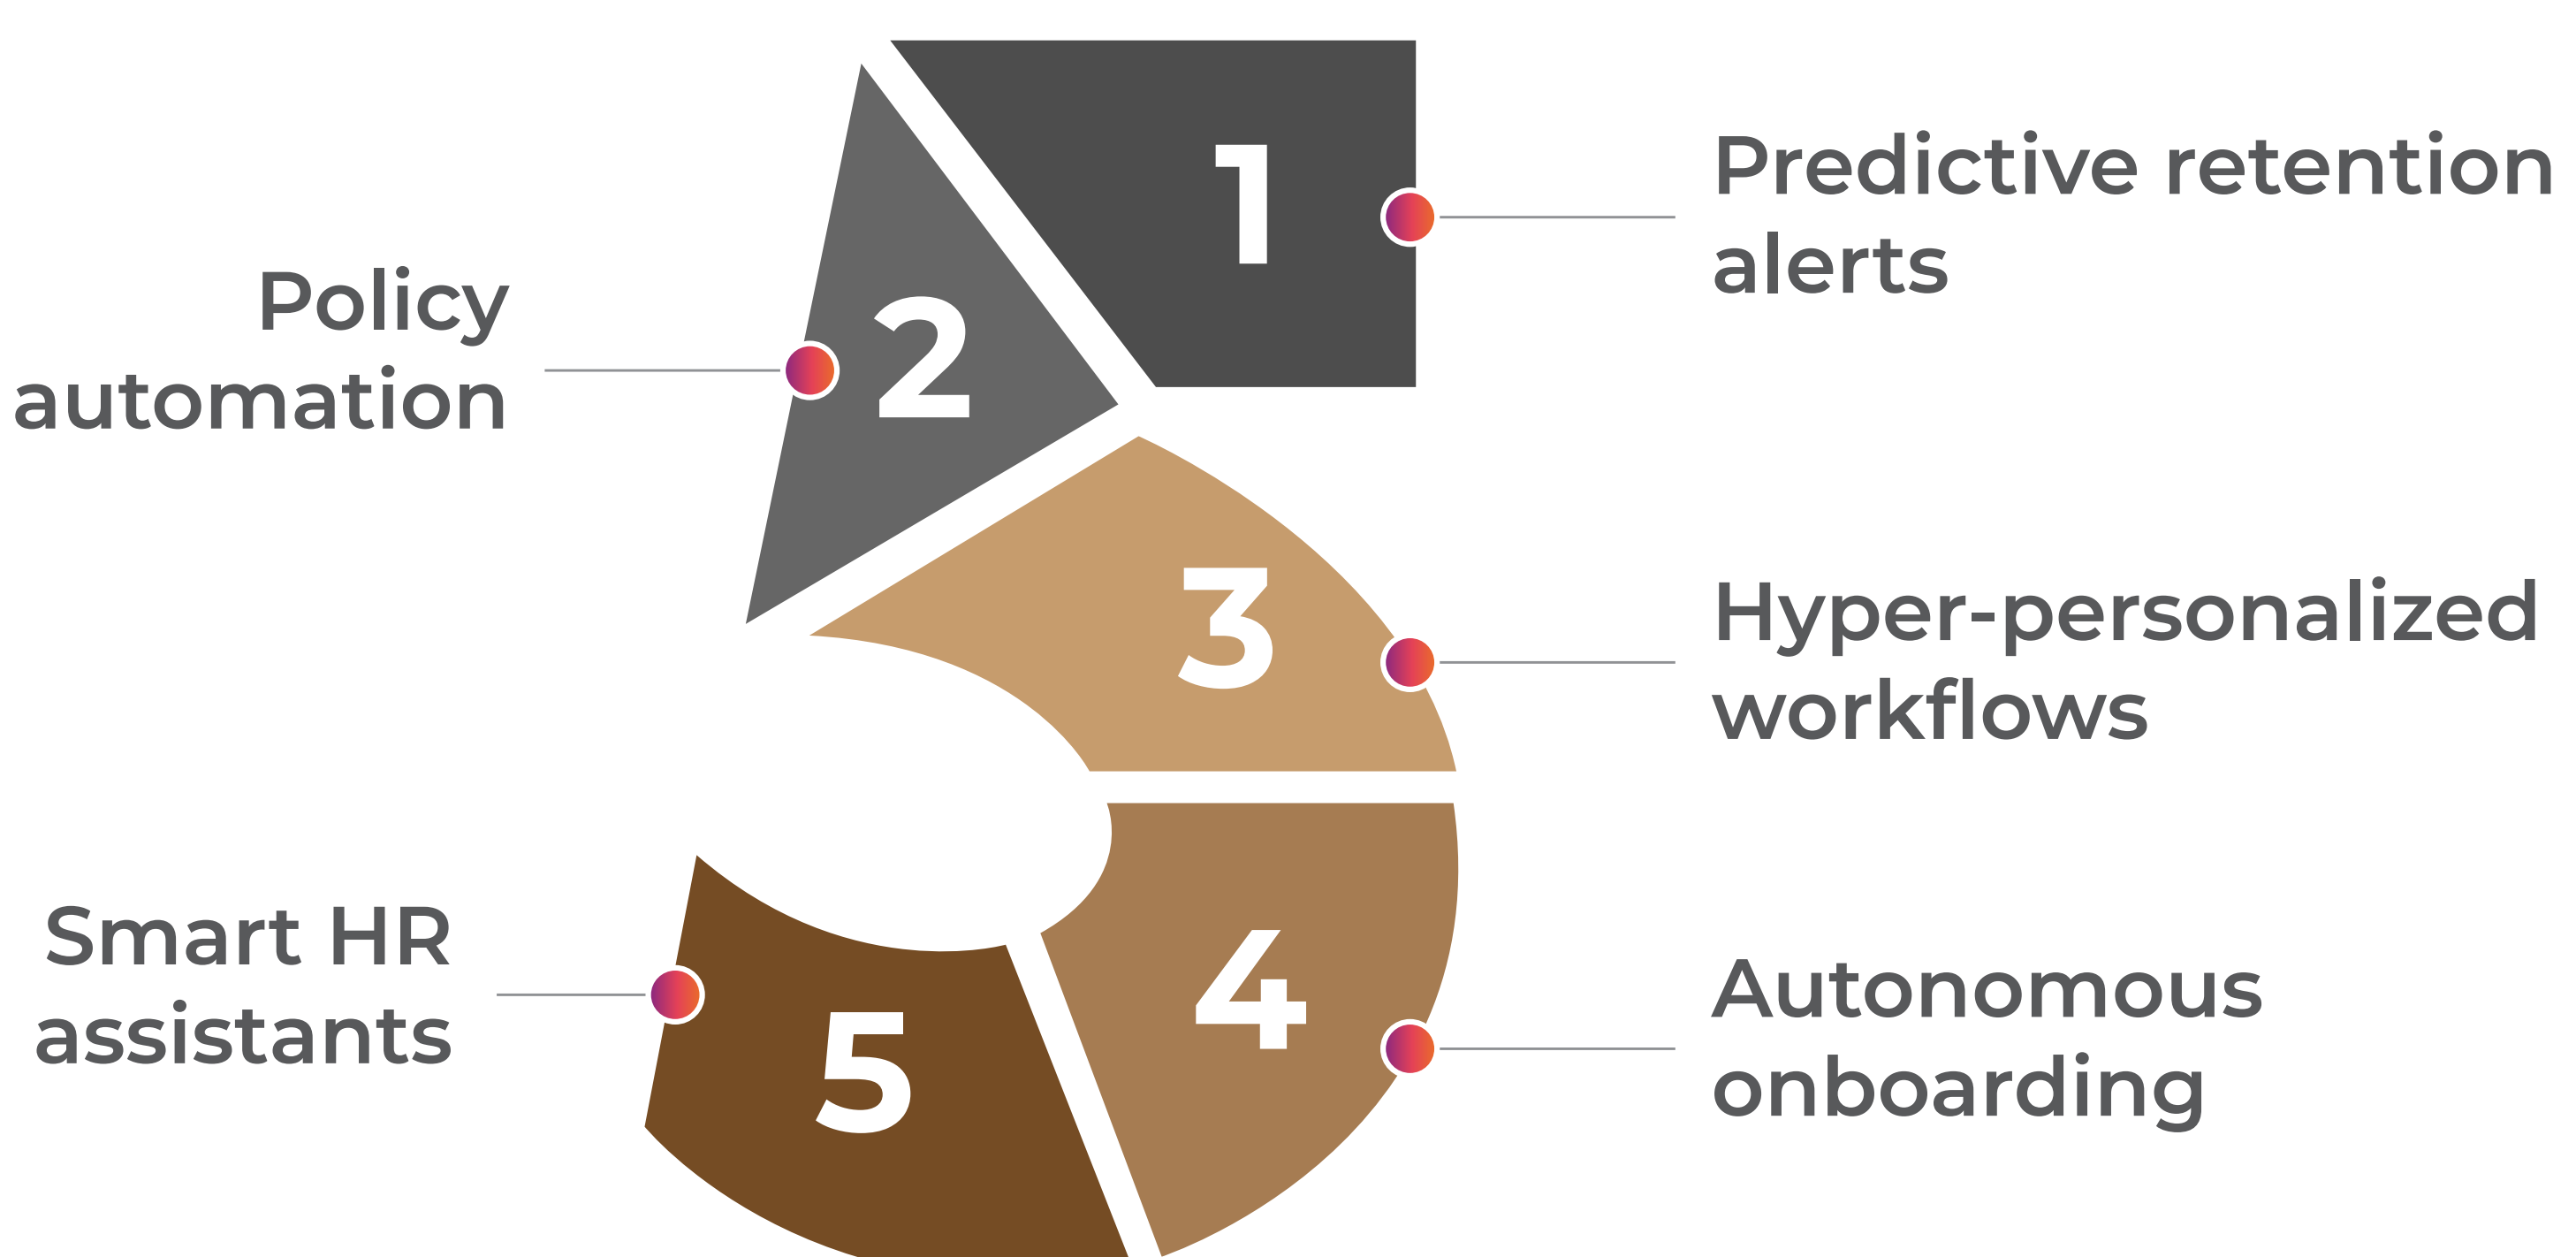 1
Predictive retention
alerts
2
Policy
automation
3
Hyper-personalized
workflows
4
Autonomous
onboarding
5
Smart HR
assistants